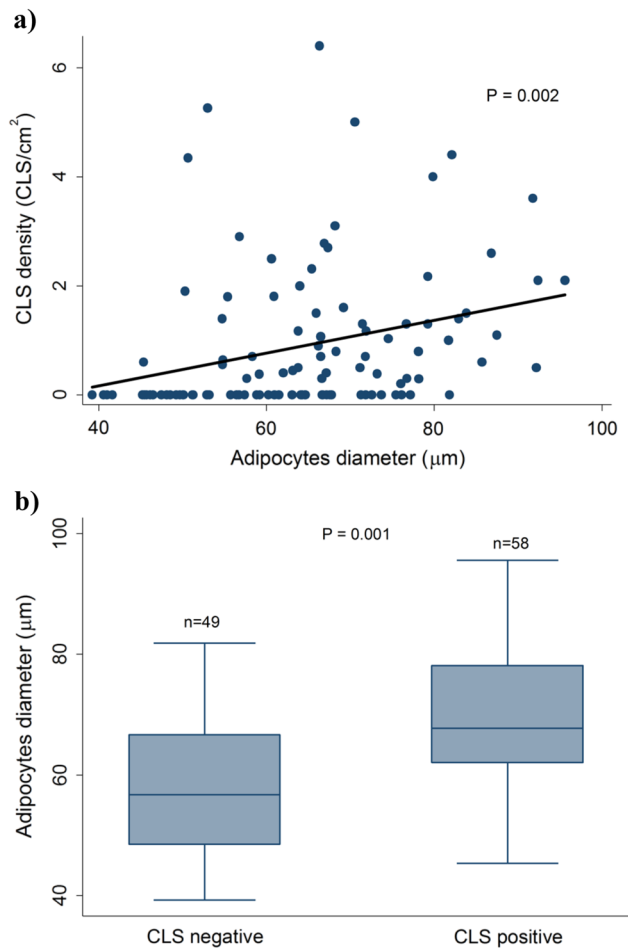 a)
6
4
2
0
CLS density (CLS/cm²)
P = 0.002
40 60 80 100
Adipocytes diameter (μm)
b)
100
80
60
40
Adipocytes diameter (μm)
P = 0.001
n=49
n=58
CLS negative CLS positive